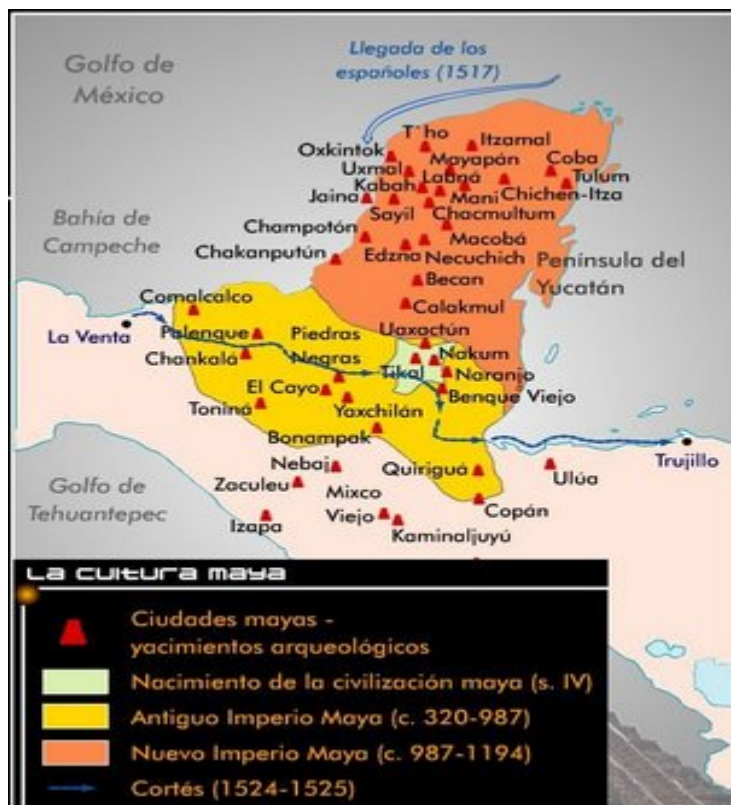 Golfo de
México
Llegada de los
españoles (1517)
T`ho
Itzamal
Oxkintok
Mayapán
Coba
Uxmal
Labná
Tulum
Kabah
Mani
Chichen-Itza
Jaina
Sayil
Chacmultum
Bahía de
Campeche
Champotón
Macobá
Edzna
Necuchich
Chakanputún
Península del
Yucatán
Becan
Comalcalco
Calakmul
La Venta
Palenque
Piedras
Negras
Uaxactún
Chankalá
Tikal
Nakum
Naranjo
El Cayo
Benque Viejo
Toniná
Yaxchilán
Bonampak
Nebaj
Quiriguá
Trujillo
Ulúa
Golfo de
Tehuantepec
Zaculeu
Mixco
Viejo
Copán
Izapa
Kaminaljuyú
La cultura maya
Ciudades mayas -
yacimientos arqueológicos
Nacimiento de la civilización maya (s. IV)
Antiguo Imperio Maya (c. 320-987)
Nuevo Imperio Maya (c. 987-1194)
Cortés (1524-1525)